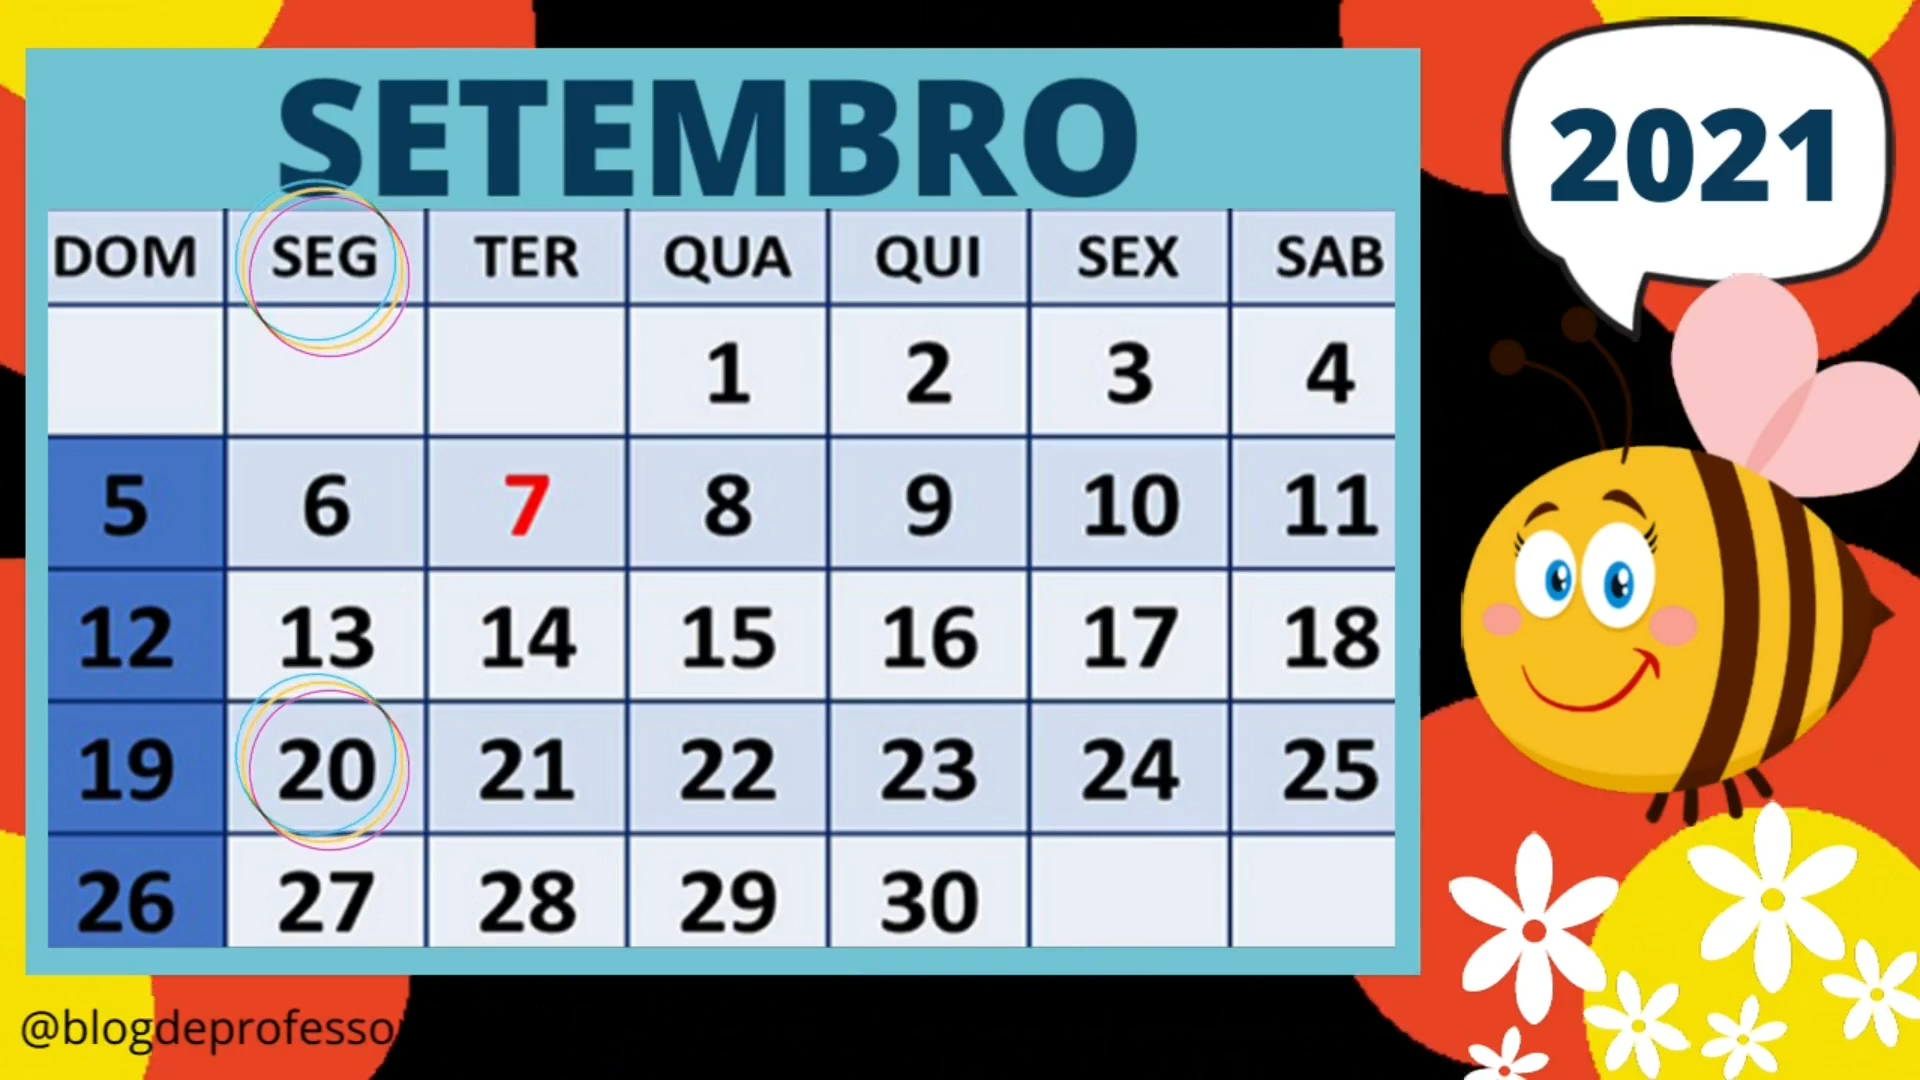 SETEMBRO
2021
DOM SEG TER QUA QUI SEX SAB
1 2 3 4
5 6 7 8 9 10 11
12 13 14 15 16 17 18
19 20 21 22 23 24 25
26 27 28 29 30